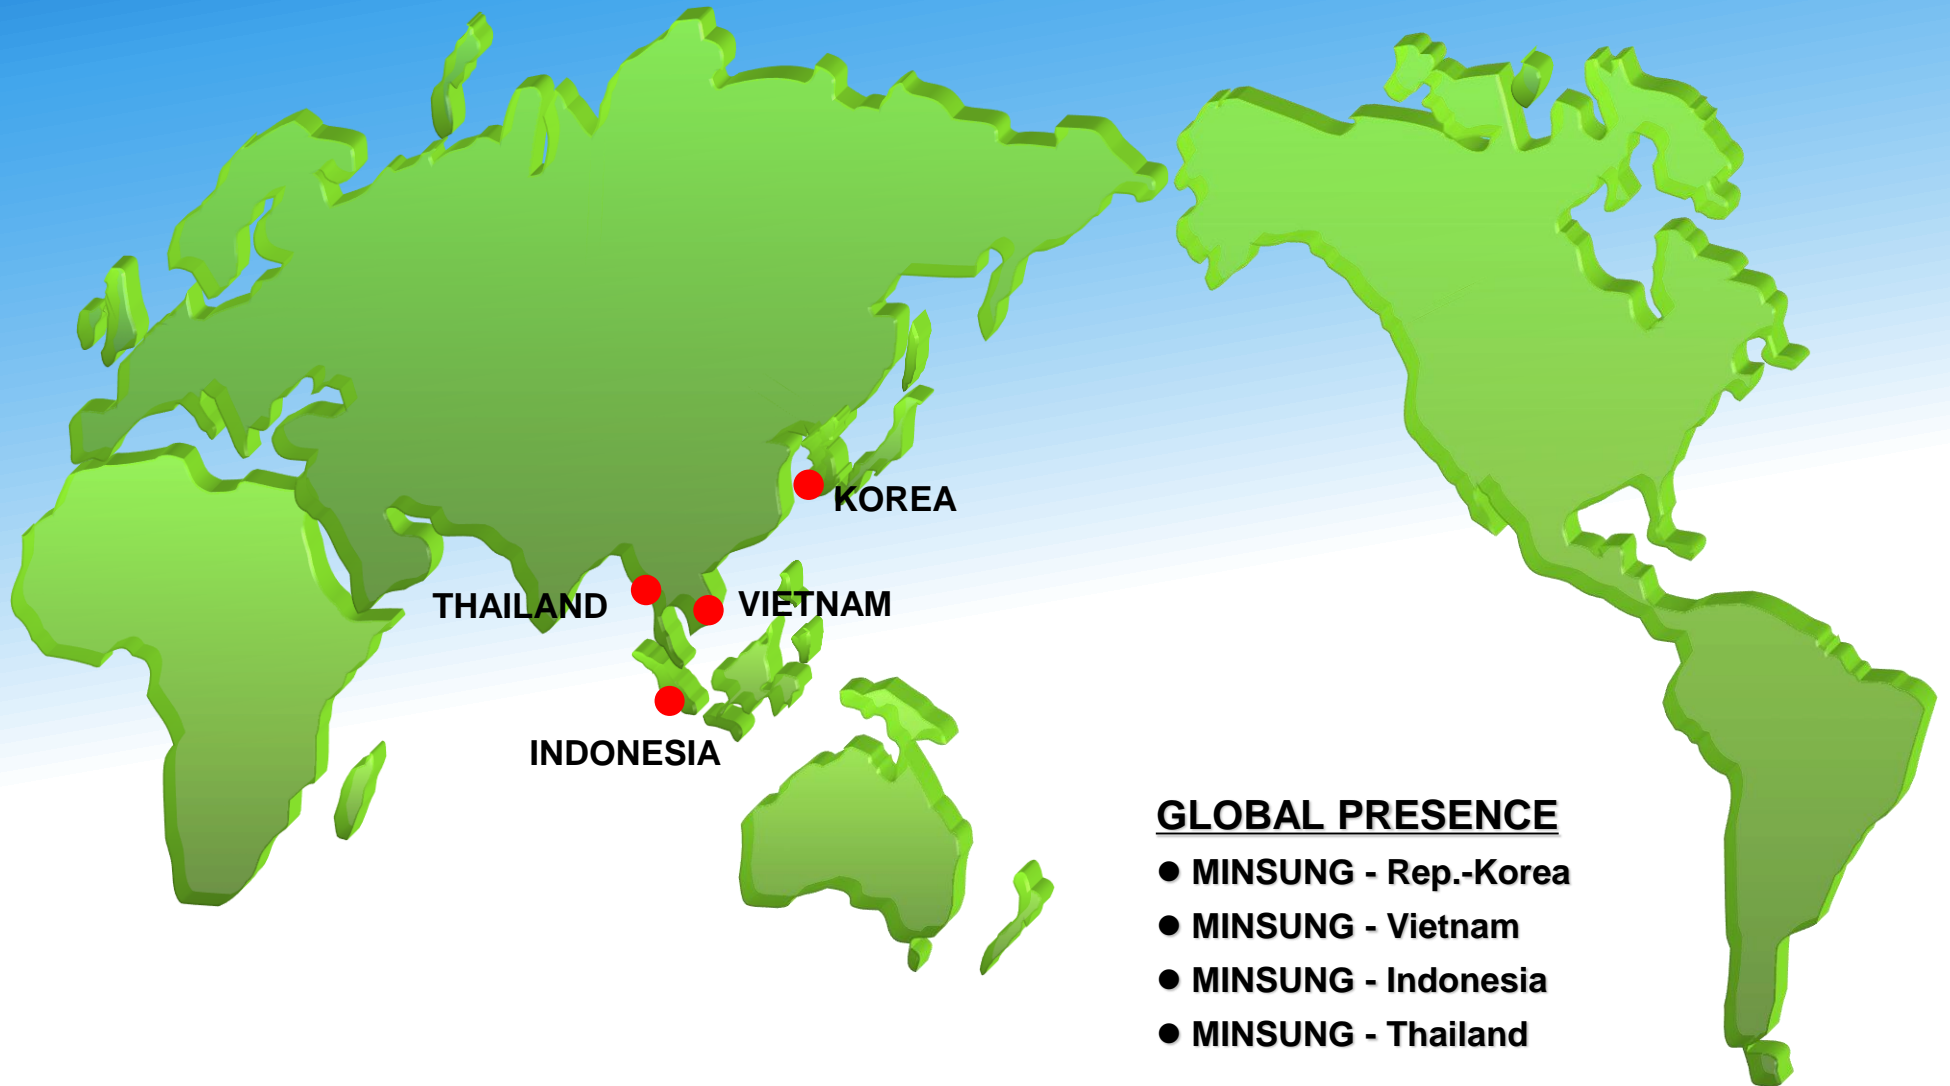 KOREA
THAILAND
VIETNAM
INDONESIA
GLOBAL PRESENCE
● MINSUNG - Rep.-Korea
● MINSUNG - Vietnam
● MINSUNG - Indonesia
● MINSUNG - Thailand